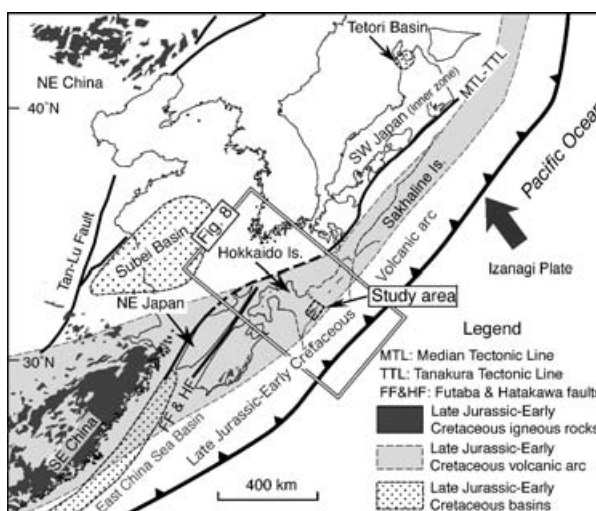 Tetori Basin
NE China
40°N
MTL-TTL
SW Japan (inner zone)
Pacific Ocean
Sakhaline Is.
Tan-Lu Fault
Subei Basin
Fig. 8
Hokkaido Is.
Izanagi Plate
NE Japan
Study area
30°N
FF & HF
SE China
East China Sea Basin
Late Jurassic-Early Cretaceous Volcanic arc
400 km
Legend
MTL: Median Tectonic Line
TTL: Tanakura Tectonic Line
FF&HF: Futaba & Hatakawa faults
Late Jurassic-Early
Cretaceous igneous rocks
Late Jurassic-Early
Cretaceous volcanic arc
Late Jurassic-Early
Cretaceous basins